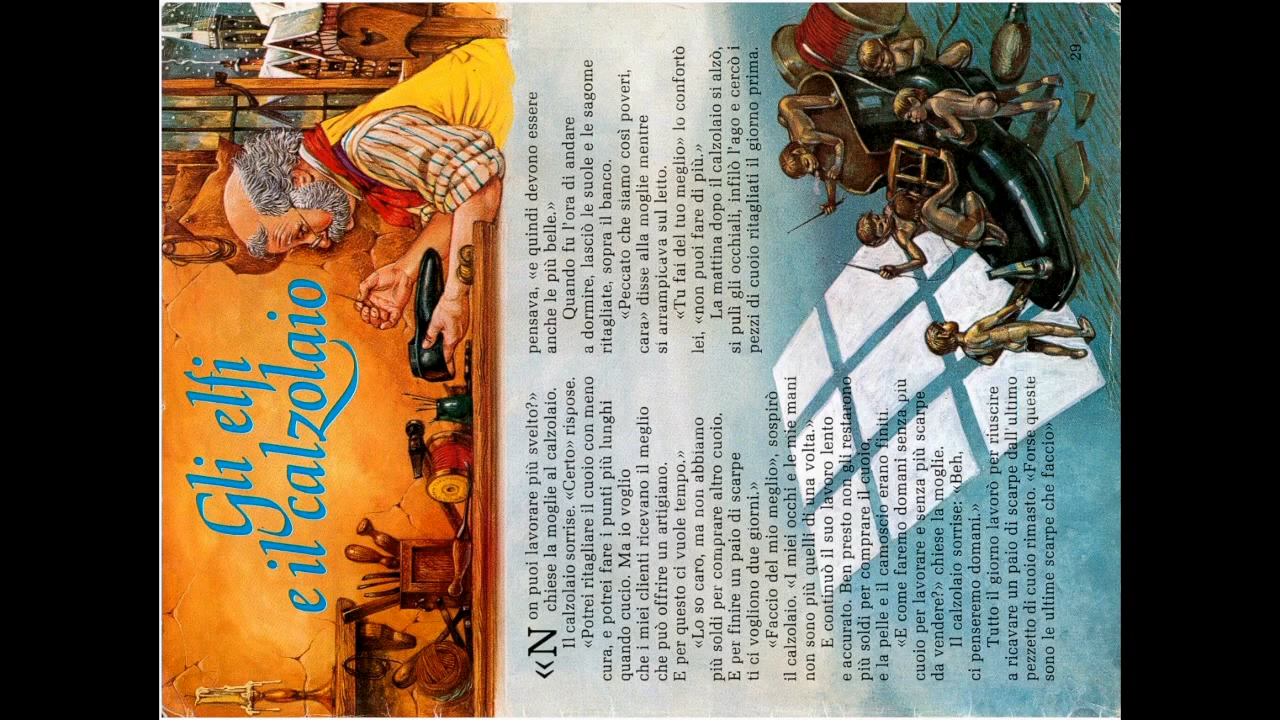 Gli elfi
e il calzolaio
«Non puoi lavorare più svelto?»
chiese la moglie al calzolaio.
Il calzolaio sorrise. «Certo» rispose.
«Potrei ritagliare il cuoio con meno
cura, e potrei fare i punti più lunghi
quando cucio. Ma io voglio
che i miei clienti ricevano il meglio
che può offrire un artigiano.
E per questo ci vuole tempo.»
«Lo so caro, ma non abbiamo
più soldi per comprare altro cuoio.
E per finire un paio di scarpe
ti ci vogliono due giorni.»
«Faccio del mio meglio», sospirò
il calzolaio. «I miei occhi e le mie mani
non sono più quelli di una volta.»
E continuò il suo lavoro lento
e accurato. Ben presto non gli restarono
più soldi per comprare il cuoio,
e la pelle e il camoscio erano finiti.
«E come faremo domani senza più
cuoio per lavorare e senza più scarpe
da vendere?» chiese la moglie.
Il calzolaio sorrise: «Beh,
ci penseremo domani.»
Tutto il giorno lavorò per riuscire
a ricavare un paio di scarpe dall'ultimo
pezzetto di cuoio rimasto. «Forse queste
sono le ultime scarpe che faccio»
pensava, «e quindi devono essere
anche le più belle.»
Quando fu l'ora di andare
a dormire, lasciò le suole e le sagome
ritagliate, sopra il banco.
«Peccato che siamo così poveri,
cara» disse alla moglie mentre
si arrampicava sul letto.
«Tu fai del tuo meglio» lo confortò
lei, «non puoi fare di più.»
La mattina dopo il calzolaio si alzò,
si pulì gli occhiali, infilò l'ago e cercò i
pezzi di cuoio ritagliati il giorno prima.
29